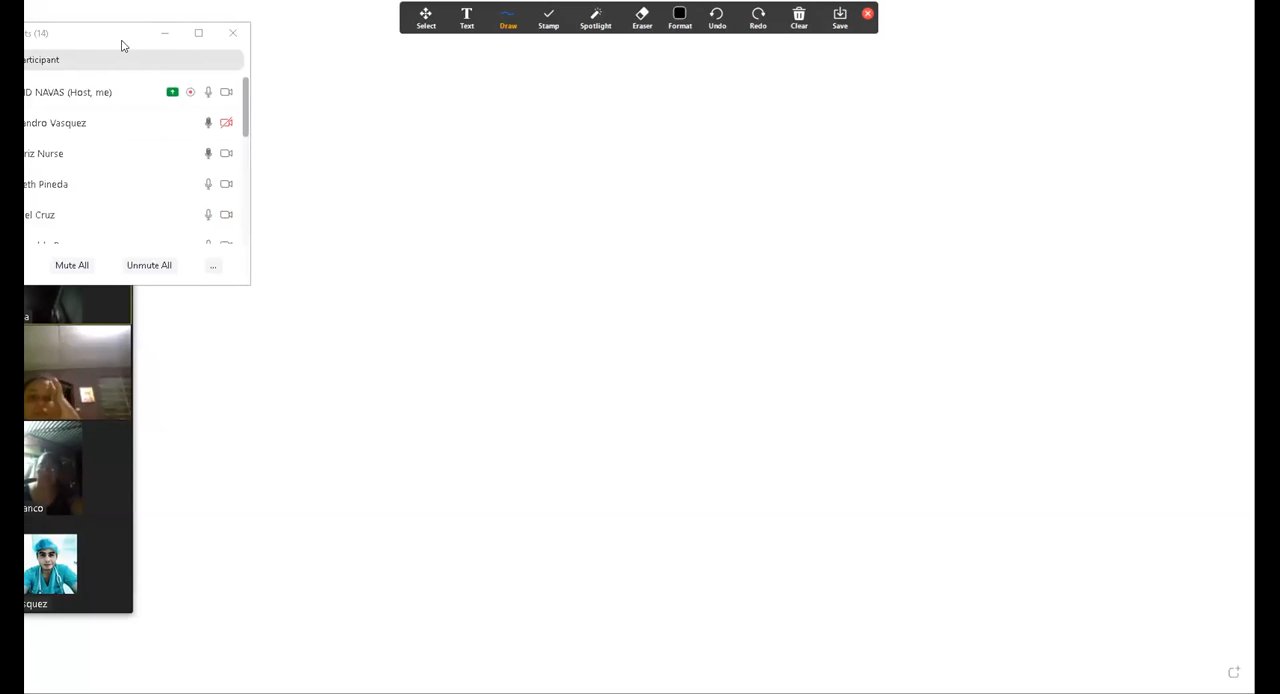 Select Text Draw Stamp Spotlight Eraser Format Undo Redo Clear Save
ts (14)
articipant
ID NAVAS (Host, me)
andro Vasquez
riz Nurse
eth Pineda
el Cruz
Mute All Unmute All ...
a
anco
squez